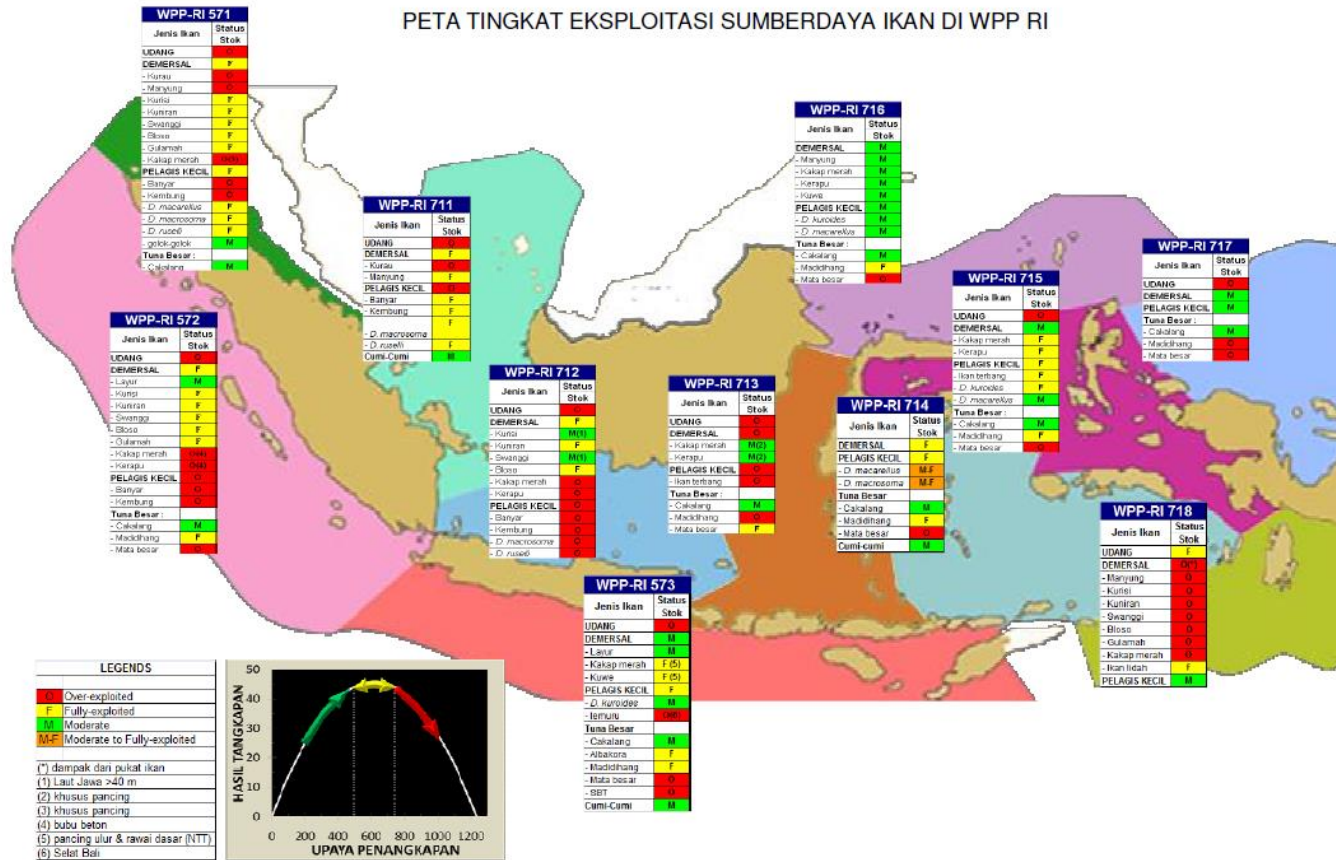 PETA TINGKAT EKSPLOITASI SUMBERDAYA IKAN DI WPP RI
WPP-RI 571
Jenis Ikan Status Stok
UDANG O
DEMERSAL F
- Kurau O
- Manyung O
- Kurisi F
- Kuniran F
- Swanggi F
- Bloso F
- Gulamah F
- Kakap merah O(3)
PELAGIS KECIL F
- Banyar O
- Kembung O
- D. macarellus F
- D. macrosoma F
- D. ruselli F
- golok-golok M
Tuna Besar :
- Cakalang M
WPP-RI 711
Jenis Ikan Status Stok
UDANG O
DEMERSAL F
- Kurau O
- Manyung F
PELAGIS KECIL O
- Banyar F
- Kembung F
- D. macrosoma F
- D. ruselli F
Cumi-Cumi M
WPP-RI 716
Jenis Ikan Status Stok
DEMERSAL M
- Manyung M
- Kakap merah M
- Kerapu M
- Kuwe M
PELAGIS KECIL M
- D. kuroides M
- D. macarellus M
Tuna Besar :
- Cakalang M
- Madidihang F
- Mata besar O
WPP-RI 717
Jenis Ikan Status Stok
UDANG O
DEMERSAL M
PELAGIS KECIL M
Tuna Besar :
- Cakalang M
- Madidihang O
- Mata besar O
WPP-RI 715
Jenis Ikan Status Stok
UDANG O
DEMERSAL M
- Kakap merah F
- Kerapu F
PELAGIS KECIL F
- Ikan terbang F
- D. kuroides F
- D. macarellus M
Tuna Besar :
- Cakalang M
- Madidihang F
- Mata besar O
WPP-RI 572
Jenis Ikan Status Stok
UDANG O
DEMERSAL F
- Layur M
- Kurisi F
- Kuniran F
- Swanggi F
- Bloso F
- Gulamah F
- Kakap merah O(4)
- Kerapu O(4)
PELAGIS KECIL O
- Banyar O
- Kembung O
Tuna Besar :
- Cakalang M
- Madidihang F
- Mata besar O
WPP-RI 712
Jenis Ikan Status Stok
UDANG O
DEMERSAL F
- Kurisi M(1)
- Kuniran F
- Swanggi M(1)
- Bloso F
- Kakap merah O
- Kerapu O
PELAGIS KECIL O
- Banyar O
- Kembung O
- D. macrosoma O
- D. ruselli O
WPP-RI 713
Jenis Ikan Status Stok
UDANG O
DEMERSAL O
- Kakap merah M(2)
- Kerapu M(2)
PELAGIS KECIL O
- Ikan terbang O
Tuna Besar :
- Cakalang M
- Madidihang O
- Mata besar F
WPP-RI 714
Jenis Ikan Status Stok
DEMERSAL F
PELAGIS KECIL F
- D. macarellus M-F
- D. macrosoma M-F
Tuna Besar
- Cakalang M
- Madidihang F
- Mata besar O
Cumi-cumi M
WPP-RI 718
Jenis Ikan Status Stok
UDANG F
DEMERSAL O(*)
- Manyung O
- Kurisi O
- Kuniran O
- Swanggi O
- Bloso O
- Gulamah O
- Kakap merah O
- Ikan lidah F
PELAGIS KECIL M
WPP-RI 573
Jenis Ikan Status Stok
UDANG O
DEMERSAL M
- Layur M
- Kakap merah F (5)
- Kuwe F (5)
PELAGIS KECIL F
- D. kuroides M
- lemuru O(6)
Tuna Besar
- Cakalang M
- Albakora F
- Madidihang F
- Mata besar O
- SBT O
Cumi-Cumi M
LEGENDS
O Over-exploited
F Fully-exploited
M Moderate
M-F Moderate to Fully-exploited
(*) dampak dari pukat ikan
(1) Laut Jawa >40 m
(2) khusus pancing
(3) khusus pancing
(4) bubu beton
(5) pancing ulur & rawai dasar (NTT)
(6) Selat Bali
HASIL TANGKAPAN
50
40
30
20
10
0
0 200 400 600 800 1000 1200
UPAYA PENANGKAPAN